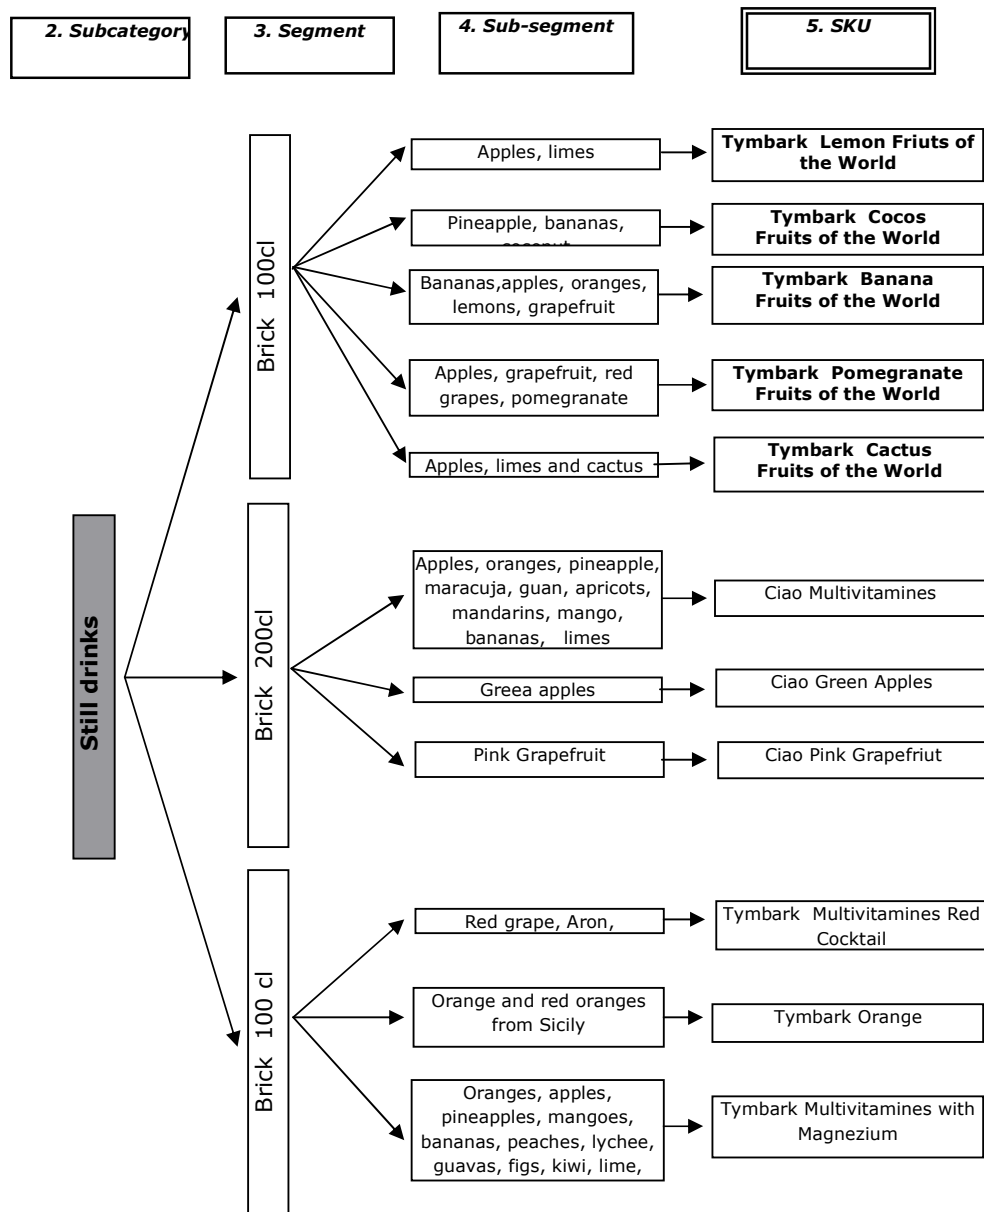 2. Subcategory
3. Segment
4. Sub-segment
5. SKU
Still drinks
Brick 100cl
Apples, limes
Tymbark Lemon Friuts of
the World
Pineapple, bananas,
coconut
Tymbark Cocos
Fruits of the World
Bananas,apples, oranges,
lemons, grapefruit
Tymbark Banana
Fruits of the World
Apples, grapefruit, red
grapes, pomegranate
Tymbark Pomegranate
Fruits of the World
Apples, limes and cactus
Tymbark Cactus
Fruits of the World
Brick 200cl
Apples, oranges, pineapple,
maracuja, guan, apricots,
mandarins, mango,
bananas, limes
Ciao Multivitamines
Greea apples
Ciao Green Apples
Pink Grapefruit
Ciao Pink Grapefriut
Brick 100 cl
Red grape, Aron,
Tymbark Multivitamines Red
Cocktail
Orange and red oranges
from Sicily
Tymbark Orange
Oranges, apples,
pineapples, mangoes,
bananas, peaches, lychee,
guavas, figs, kiwi, lime,
Tymbark Multivitamines with
Magnezium